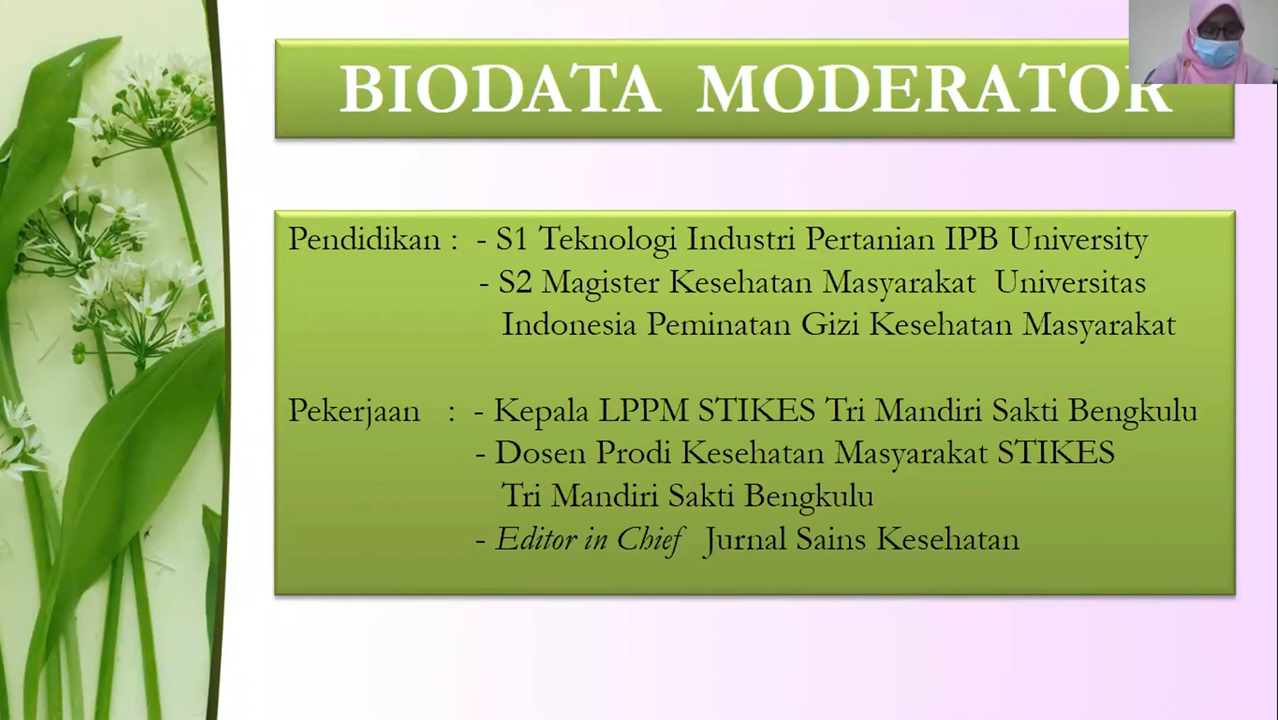 BIODATA MODERATOR
Pendidikan : - S1 Teknologi Industri Pertanian IPB University
- S2 Magister Kesehatan Masyarakat Universitas
Indonesia Peminatan Gizi Kesehatan Masyarakat
Pekerjaan : - Kepala LPPM STIKES Tri Mandiri Sakti Bengkulu
- Dosen Prodi Kesehatan Masyarakat STIKES
Tri Mandiri Sakti Bengkulu
- Editor in Chief Jurnal Sains Kesehatan